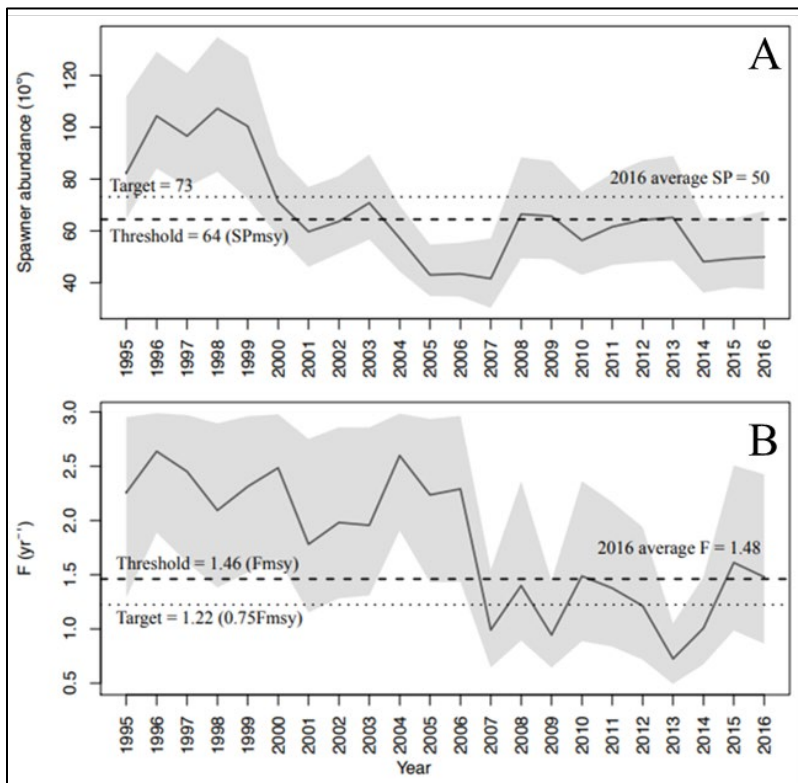 A
Spawner abundance (10⁶)
120
100
80
60
40
Target = 73
2016 average SP = 50
Threshold = 64 (SPmsy)
1995 1996 1997 1998 1999 2000 2001 2002 2003 2004 2005 2006 2007 2008 2009 2010 2011 2012 2013 2014 2015 2016
B
F (yr⁻¹)
3.0
2.5
2.0
1.5
1.0
0.5
2016 average F = 1.48
Threshold = 1.46 (Fmsy)
Target = 1.22 (0.75Fmsy)
1995 1996 1997 1998 1999 2000 2001 2002 2003 2004 2005 2006 2007 2008 2009 2010 2011 2012 2013 2014 2015 2016
Year